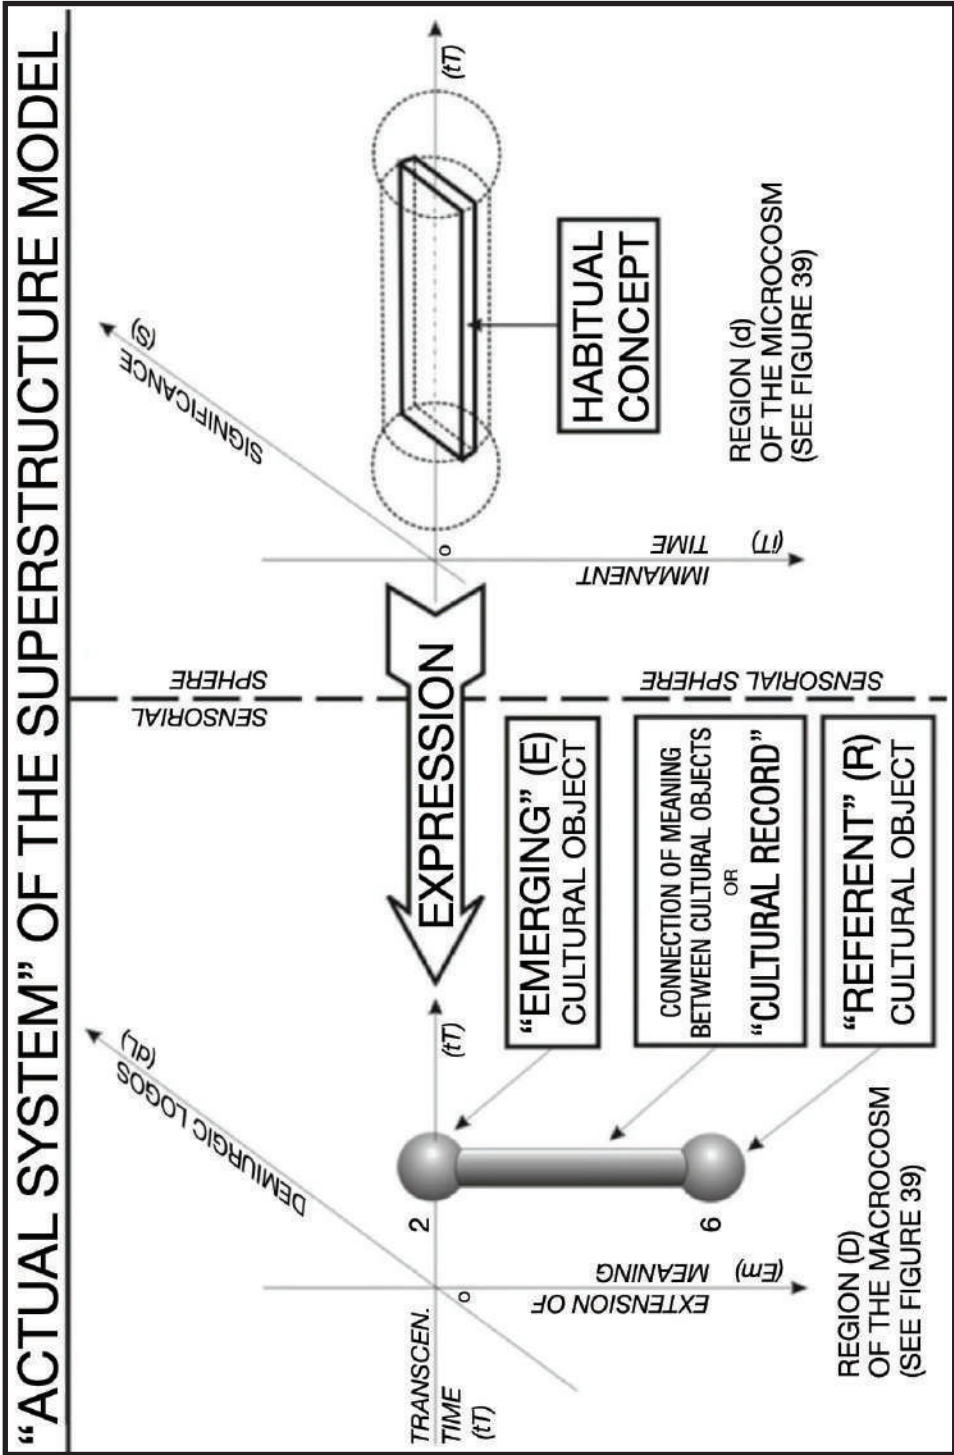 "ACTUAL SYSTEM" OF THE SUPERSTRUCTURE MODEL
DEMIURGIC LOGOS
(dL)
TRANSCEN.
TIME
(tT)
(tT)
o
2
6
EXTENSION OF
MEANING
(Em)
REGION (D)
OF THE MACROCOSM
(SEE FIGURE 39)
EXPRESSION
"EMERGING" (E)
CULTURAL OBJECT
CONNECTION OF MEANING
BETWEEN CULTURAL OBJECTS
OR
"CULTURAL RECORD"
"REFERENT" (R)
CULTURAL OBJECT
SENSORIAL
SPHERE
SENSORIAL SPHERE
SIGNIFICANCE
(S)
o
(tT)
IMMANENT
TIME
(iT)
HABITUAL
CONCEPT
REGION (d)
OF THE MICROCOSM
(SEE FIGURE 39)